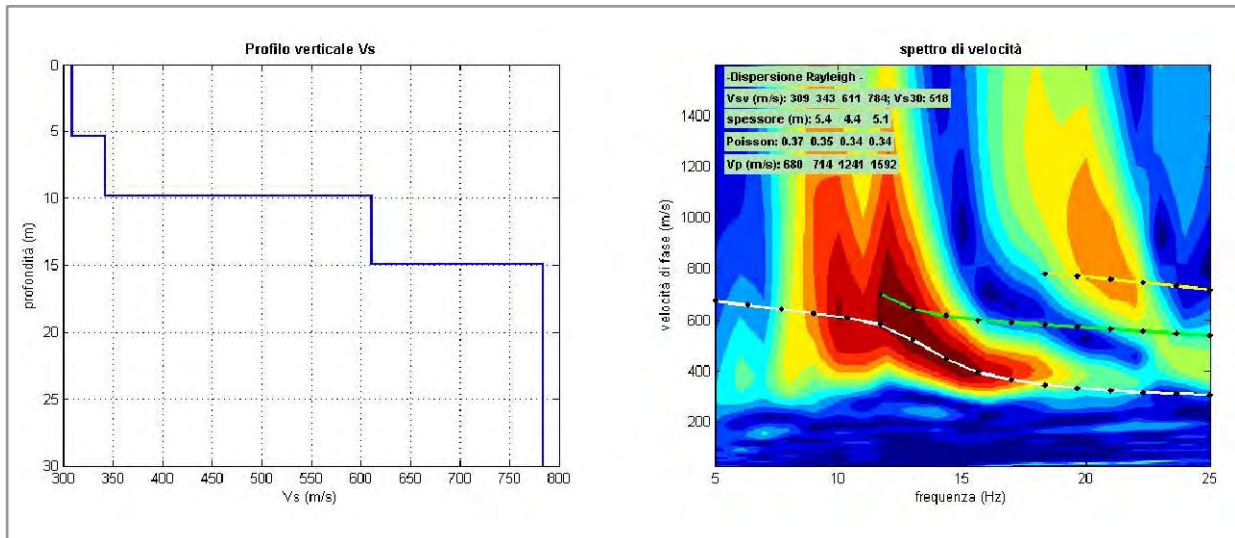 Profilo verticale Vs
0
5
10
15
20
25
30
profondità (m)
300 350 400 450 500 550 600 650 700 750 800
Vs (m/s)
spettro di velocità
-Dispersione Rayleigh -
Vsv (m/s): 309 343 611 784; Vs30: 518
spessore (m): 5.4 4.4 5.1
Poisson: 0.37 0.35 0.34 0.34
Vp (m/s): 680 714 1241 1592
1400
1200
1000
800
600
400
200
velocità di fase (m/s)
5 10 15 20 25
frequenza (Hz)